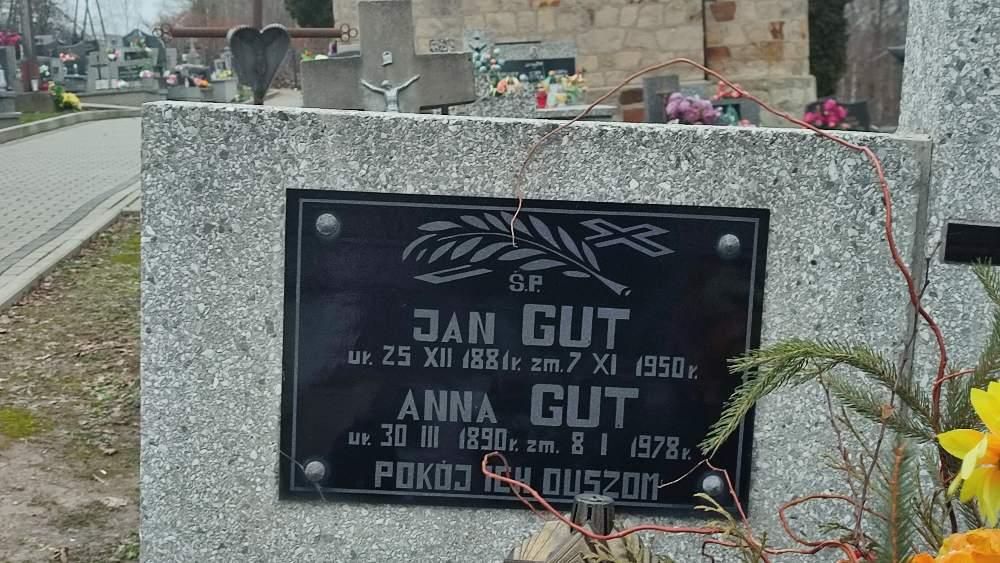 Ś.P.
JAN GUT
ur. 25 XII 1881 r. zm. 7 XI 1950 r.
ANNA GUT
ur. 30 III 1890 r. zm. 8 I 1978 r.
POKÓJ ICH DUSZOM